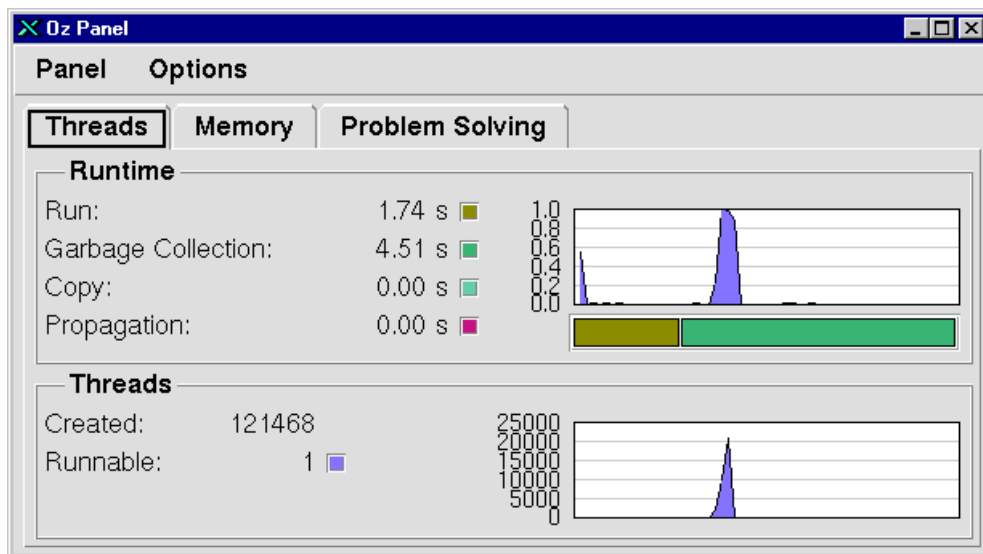 Oz Panel
Panel Options
Threads Memory Problem Solving
Runtime
Run: 1.74 s
Garbage Collection: 4.51 s
Copy: 0.00 s
Propagation: 0.00 s
1.0
0.8
0.6
0.4
0.2
0.0
Threads
Created: 121468
Runnable: 1
25000
20000
15000
10000
5000
0